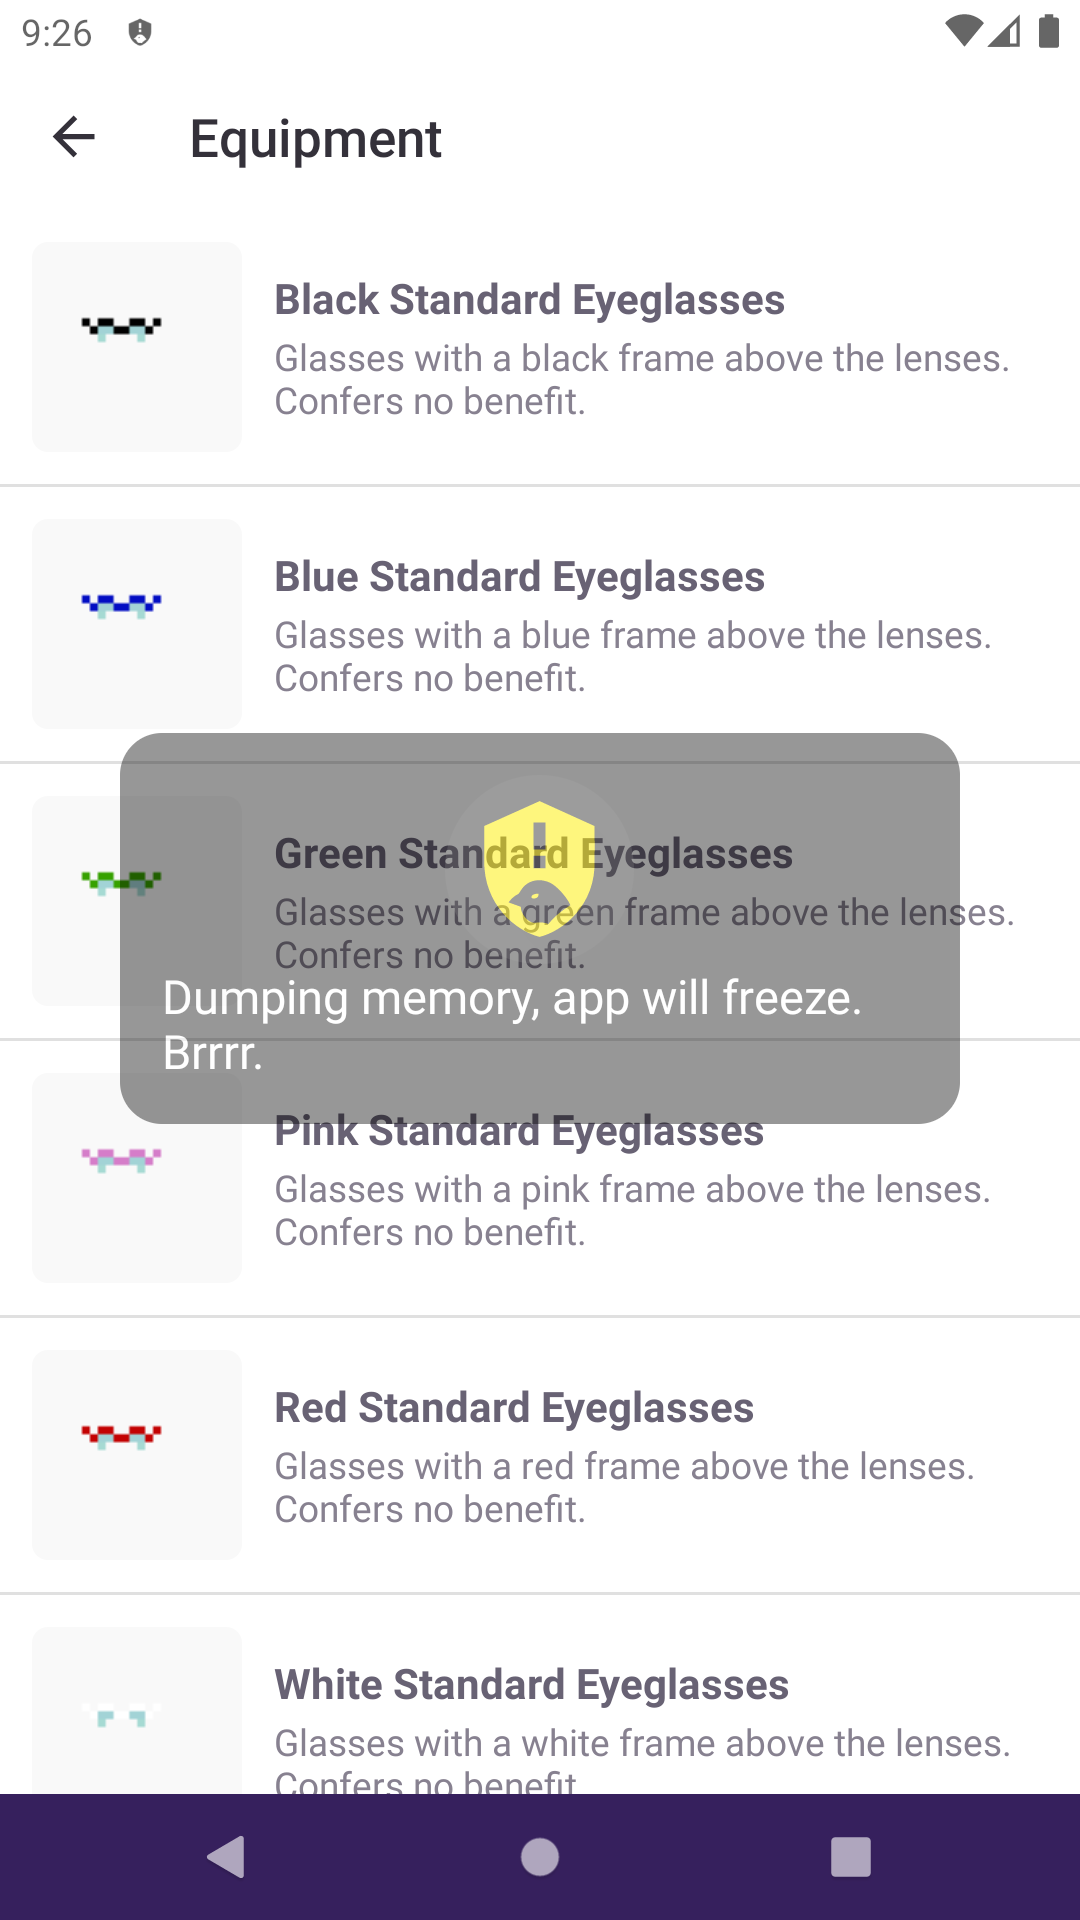 9:26
Equipment
Black Standard Eyeglasses
Glasses with a black frame above the lenses.
Confers no benefit.
Blue Standard Eyeglasses
Glasses with a blue frame above the lenses.
Confers no benefit.
Green Standard Eyeglasses
Glasses with a green frame above the lenses.
Confers no benefit.
Dumping memory, app will freeze.
Brrrr.
Pink Standard Eyeglasses
Glasses with a pink frame above the lenses.
Confers no benefit.
Red Standard Eyeglasses
Glasses with a red frame above the lenses.
Confers no benefit.
White Standard Eyeglasses
Glasses with a white frame above the lenses.
Confers no benefit.